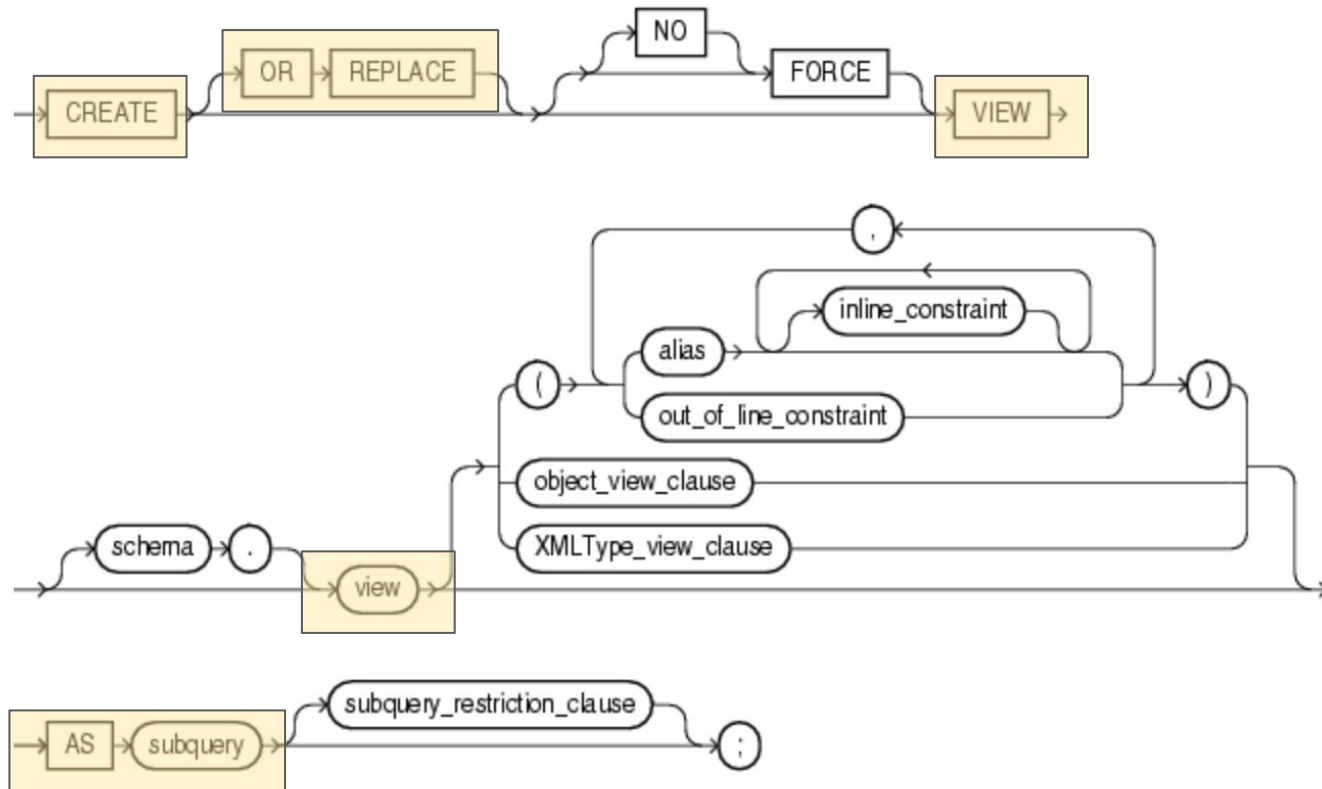 NO
OR REPLACE FORCE
CREATE VIEW
,
inline_constraint
alias
( )
out_of_line_constraint
object_view_clause
schema . XMLType_view_clause
view
subquery_restriction_clause
AS subquery ;